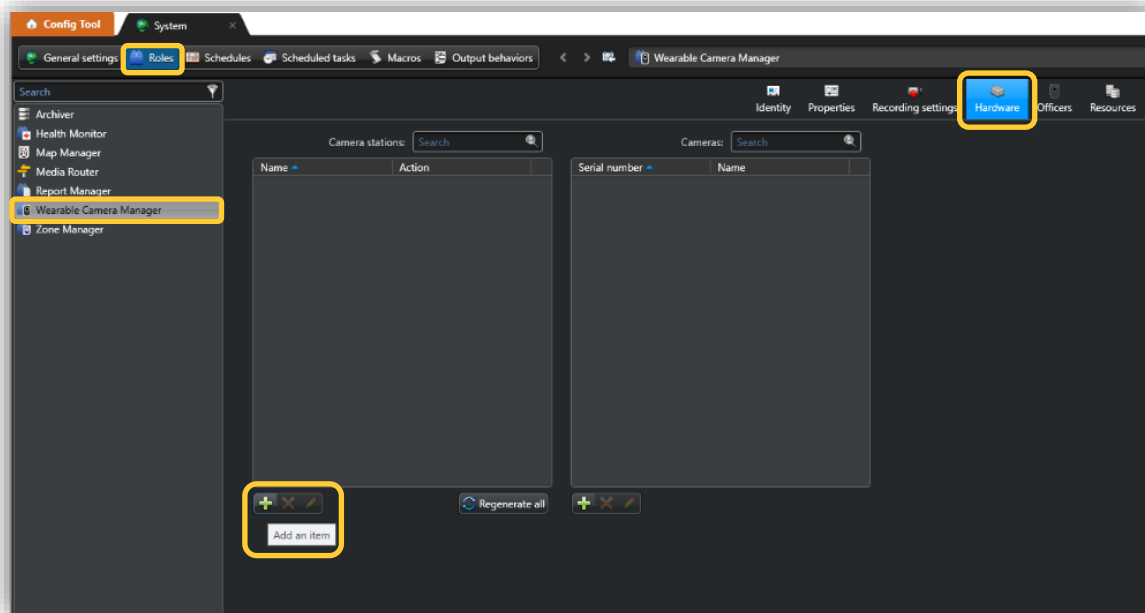 Config Tool
System
General settings
Roles
Schedules
Scheduled tasks
Macros
Output behaviors
Wearable Camera Manager
Search
Archiver
Health Monitor
Map Manager
Media Router
Report Manager
Wearable Camera Manager
Zone Manager
Identity
Properties
Recording settings
Hardware
Officers
Resources
Camera stations: Search
Name Action
Regenerate all
Add an item
Cameras: Search
Serial number Name